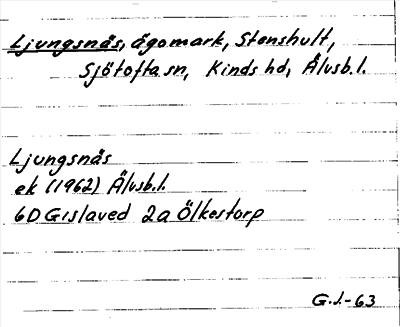 Ljungsnäs, ägomark, Stenshult,
Sjötofta sn, Kinds hd, Älvsb.l.
Ljungsnäs
ek (1962) Älvsb.l.
6D Gislaved 2a Ölkestorp
G.J.-63